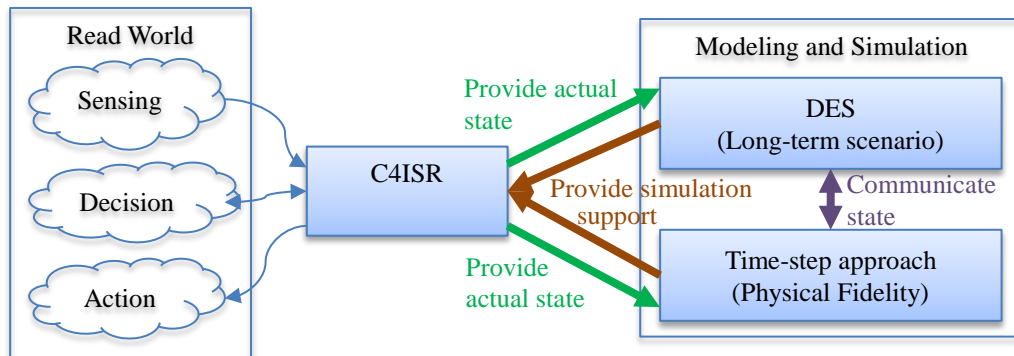 Read World
Sensing
Decision
Action
C4ISR
Provide actual
state
Provide simulation
support
Provide
actual state
Modeling and Simulation
DES
(Long-term scenario)
Communicate
state
Time-step approach
(Physical Fidelity)